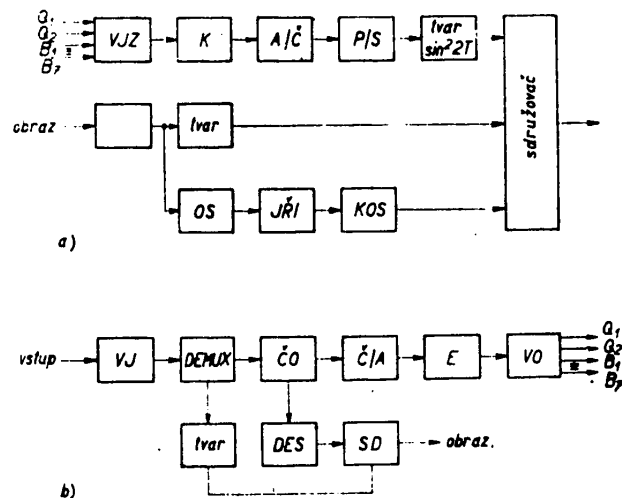 Q₁
Q₂
B₁
B₇
VJZ K A/Č P/S tvar sin²2T
obraz tvar sdružovač
OS JŘI KOS
a)
vstup VJ DEMUX ČO Č/A E VO
Q₁
Q₂
B₁
*
B₇
tvar DES SD obraz.
b)